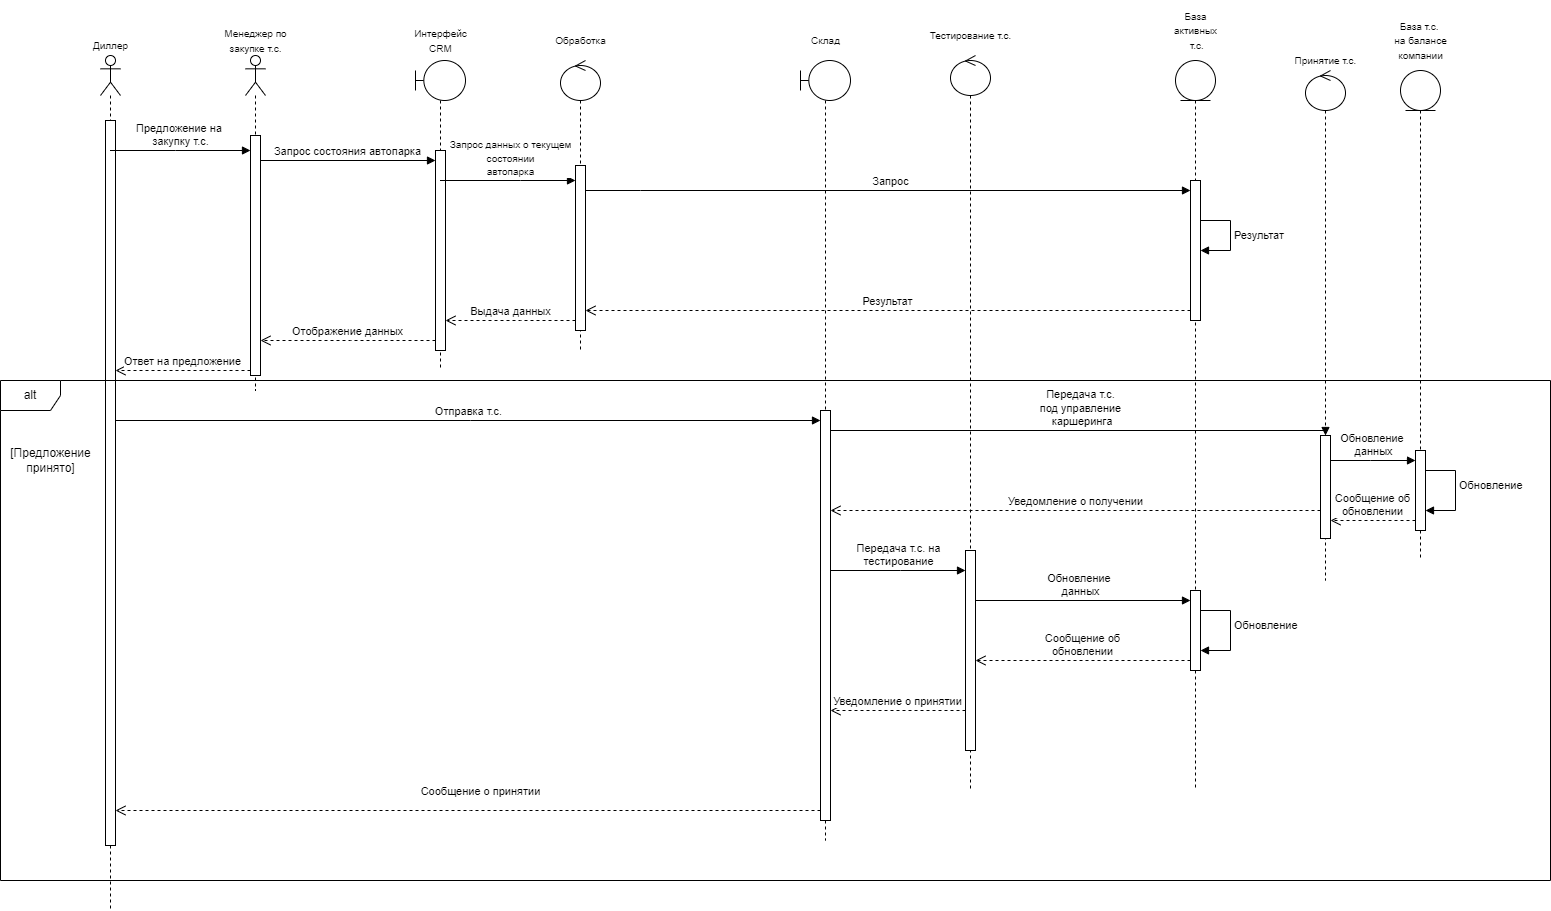 Диллер
Менеджер по
закупке т.с.
Интерфейс
CRM
Обработка
Склад
Тестирование т.с.
База
активных
т.с.
Принятие т.с.
База т.с.
на балансе
компании
Предложение на
закупку т.с.
Запрос состояния автопарка
Запрос данных о текущем
состоянии
автопарка
Запрос
Результат
Результат
Выдача данных
Отображение данных
Ответ на предложение
alt
[Предложение
принято]
Отправка т.с.
Передача т.с.
под управление
каршеринга
Обновление
данных
Обновление
Сообщение об
обновлении
Уведомление о получении
Передача т.с. на
тестирование
Обновление
данных
Обновление
Сообщение об
обновлении
Уведомление о принятии
Сообщение о принятии